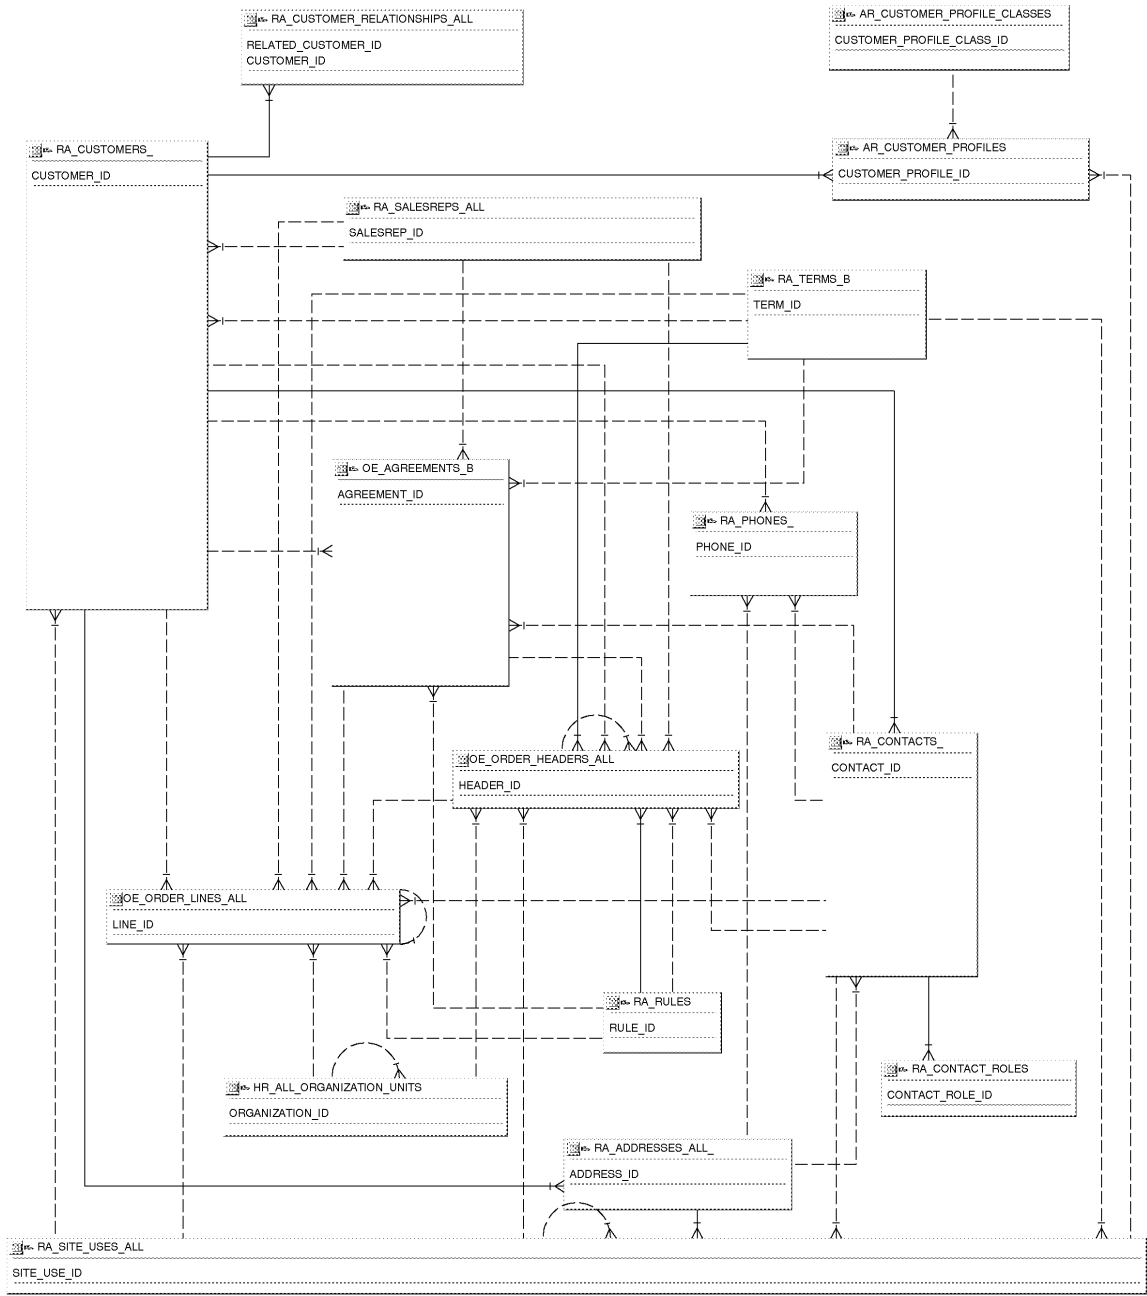 RA_CUSTOMER_RELATIONSHIPS_ALL
RELATED_CUSTOMER_ID
CUSTOMER_ID
AR_CUSTOMER_PROFILE_CLASSES
CUSTOMER_PROFILE_CLASS_ID
RA_CUSTOMERS_
CUSTOMER_ID
AR_CUSTOMER_PROFILES
CUSTOMER_PROFILE_ID
RA_SALESREPS_ALL
SALESREP_ID
RA_TERMS_B
TERM_ID
OE_AGREEMENTS_B
AGREEMENT_ID
RA_PHONES_
PHONE_ID
RA_CONTACTS_
CONTACT_ID
OE_ORDER_HEADERS_ALL
HEADER_ID
OE_ORDER_LINES_ALL
LINE_ID
RA_RULES
RULE_ID
RA_CONTACT_ROLES
CONTACT_ROLE_ID
HR_ALL_ORGANIZATION_UNITS
ORGANIZATION_ID
RA_ADDRESSES_ALL_
ADDRESS_ID
RA_SITE_USES_ALL
SITE_USE_ID